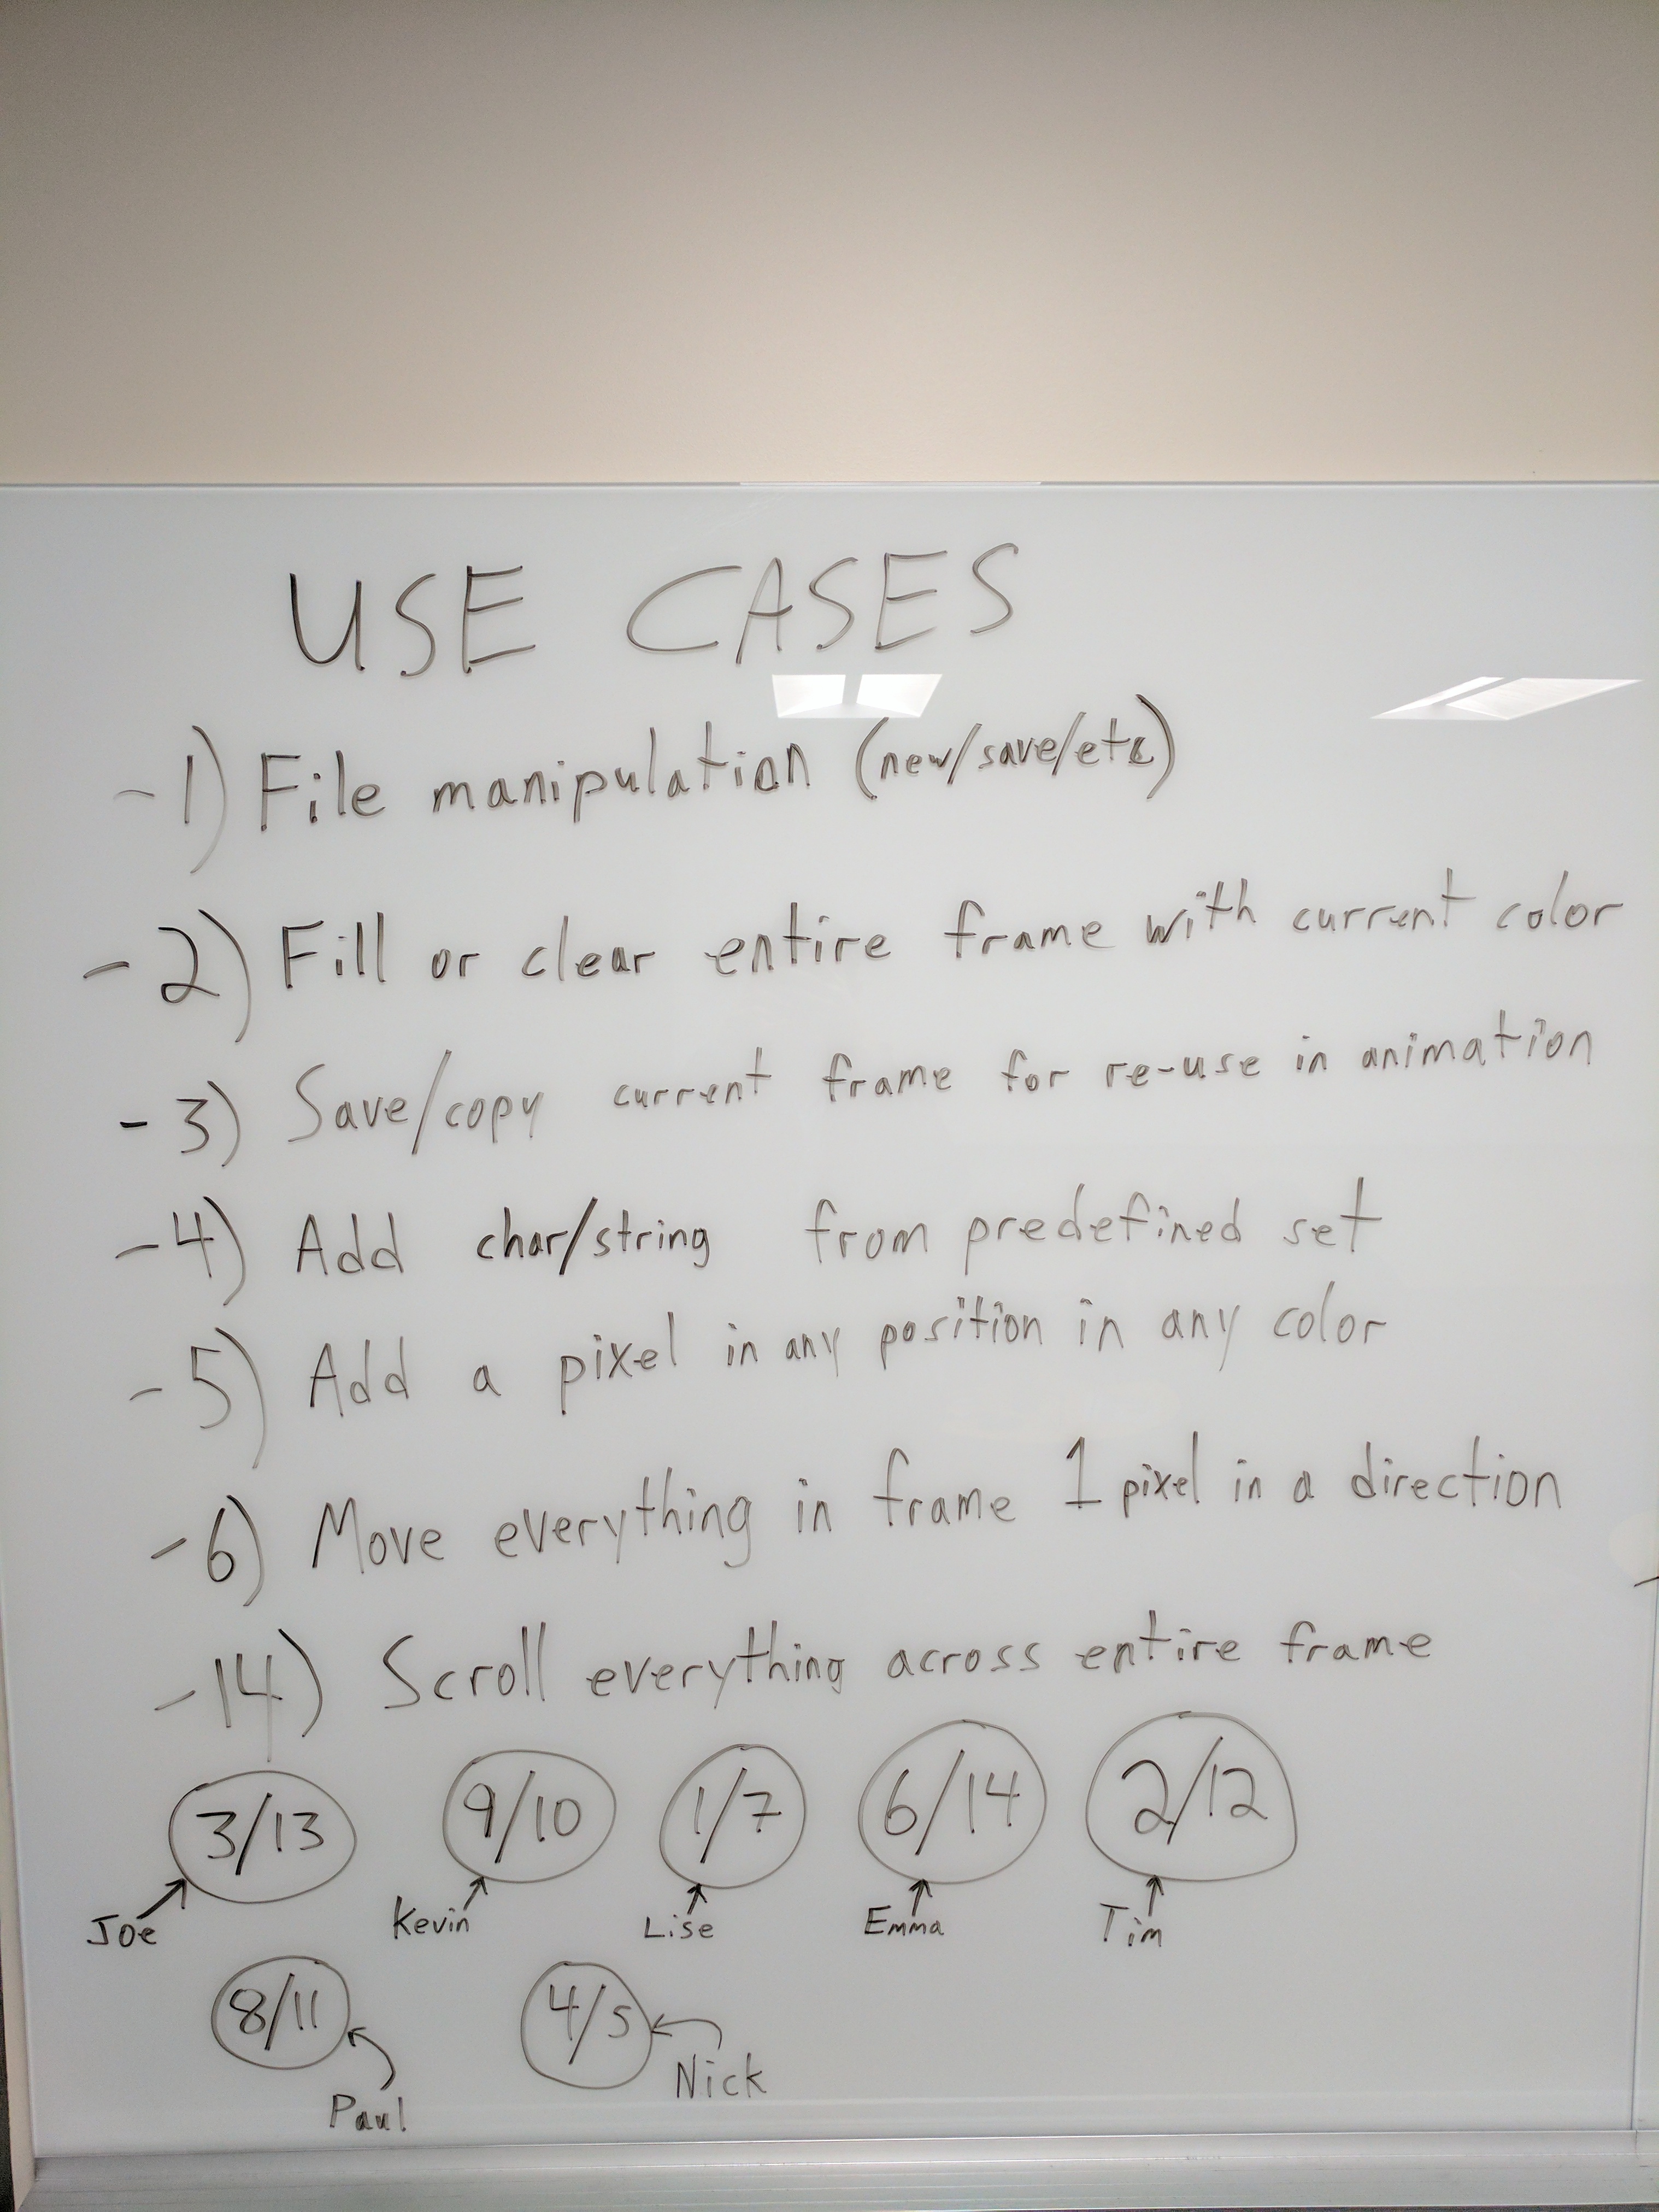 USE CASES
-1) File manipulation (new/save/etc)
-2) Fill or clear entire frame with current color
-3) Save/copy current frame for re-use in animation
-4) Add char/string from predefined set
-5) Add a pixel in any position in any color
-6) Move everything in frame 1 pixel in a direction
-14) Scroll everything across entire frame
3/13 9/10 1/7 6/14 2/12
Joe Kevin Lise Emma Tim
8/11 4/5
Paul Nick